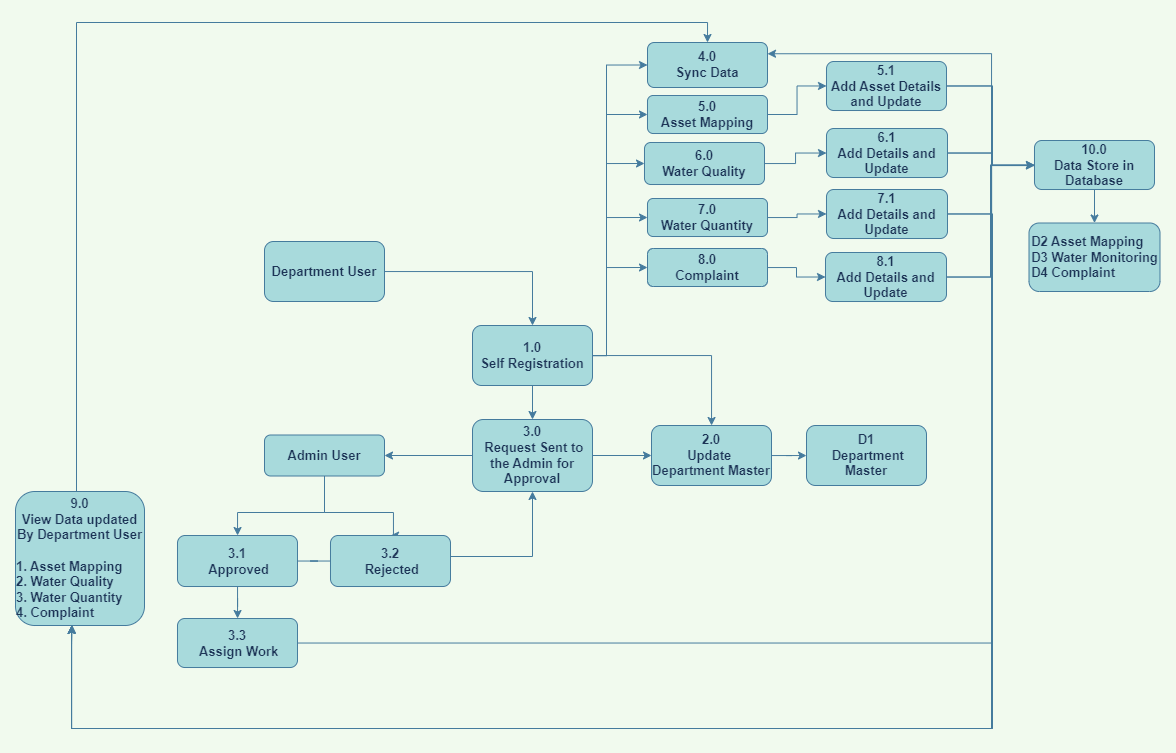 4.0
Sync Data
5.0
Asset Mapping
6.0
Water Quality
7.0
Water Quantity
8.0
Complaint
5.1
Add Asset Details
and Update
6.1
Add Details and
Update
7.1
Add Details and
Update
8.1
Add Details and
Update
10.0
Data Store in
Database
D2 Asset Mapping
D3 Water Monitoring
D4 Complaint
Department User
1.0
Self Registration
Admin User
3.0
Request Sent to
the Admin for
Approval
2.0
Update
Department Master
D1
Department
Master
9.0
View Data updated
By Department User
1. Asset Mapping
2. Water Quality
3. Water Quantity
4. Complaint
3.1
Approved
3.2
Rejected
3.3
Assign Work